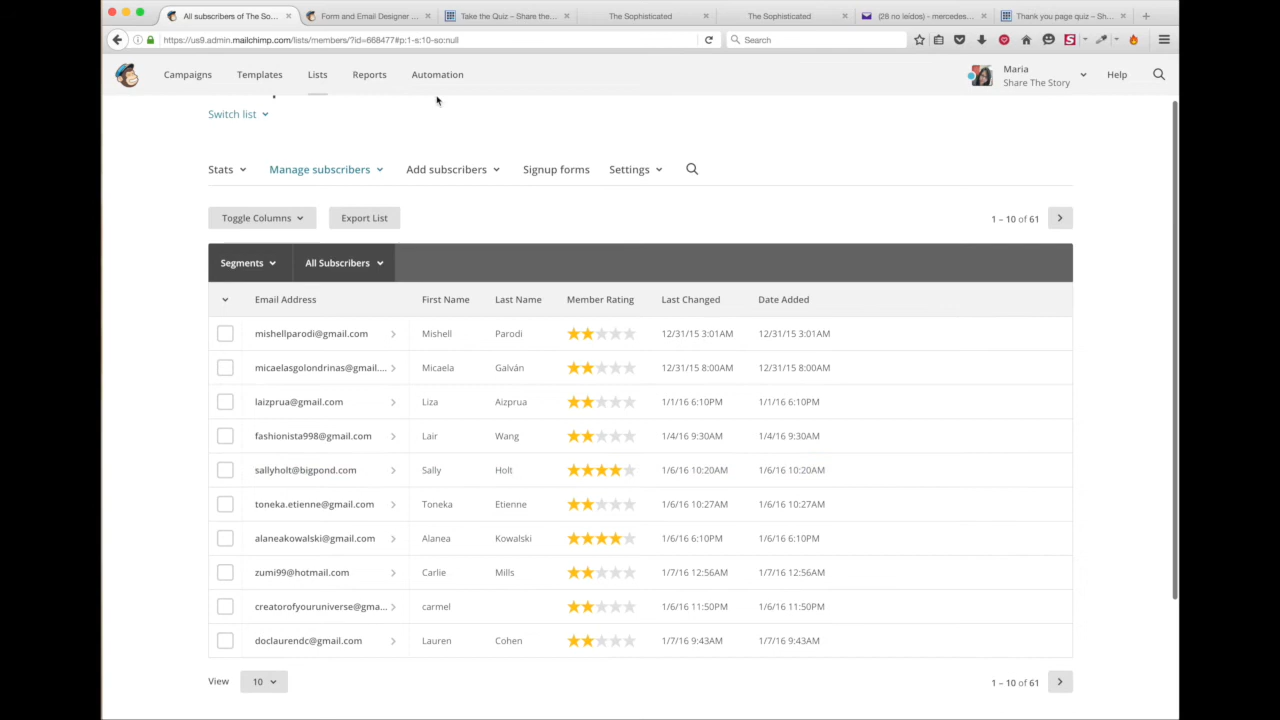 All subscribers of The So...
Form and Email Designer ...
Take the Quiz – Share the...
The Sophisticated
The Sophisticated
(28 no leídos) - mercedes...
Thank you page quiz – Sh...
https://us9.admin.mailchimp.com/lists/members/?id=668477#p:1-s:10-so:null
Search
Campaigns Templates Lists Reports Automation
Maria
Share The Story
Help
Switch list
Stats Manage subscribers Add subscribers Signup forms Settings
Toggle Columns Export List 1 – 10 of 61
Segments All Subscribers
Email Address First Name Last Name Member Rating Last Changed Date Added
mishellparodi@gmail.com Mishell Parodi 12/31/15 3:01AM 12/31/15 3:01AM
micaelasgolondrinas@gmail.... Micaela Galván 12/31/15 8:00AM 12/31/15 8:00AM
laizprua@gmail.com Liza Aizprua 1/1/16 6:10PM 1/1/16 6:10PM
fashionista998@gmail.com Lair Wang 1/4/16 9:30AM 1/4/16 9:30AM
sallyholt@bigpond.com Sally Holt 1/6/16 10:20AM 1/6/16 10:20AM
toneka.etienne@gmail.com Toneka Etienne 1/6/16 10:27AM 1/6/16 10:27AM
alaneakowalski@gmail.com Alanea Kowalski 1/6/16 6:10PM 1/6/16 6:10PM
zumi99@hotmail.com Carlie Mills 1/7/16 12:56AM 1/7/16 12:56AM
creatorofyouruniverse@gma... carmel 1/6/16 11:50PM 1/6/16 11:50PM
doclaurendc@gmail.com Lauren Cohen 1/7/16 9:43AM 1/7/16 9:43AM
View 10 1 – 10 of 61